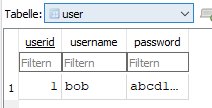 Tabelle: user
userid username password
Filtern Filtern Filtern
1 1 bob abcd1...